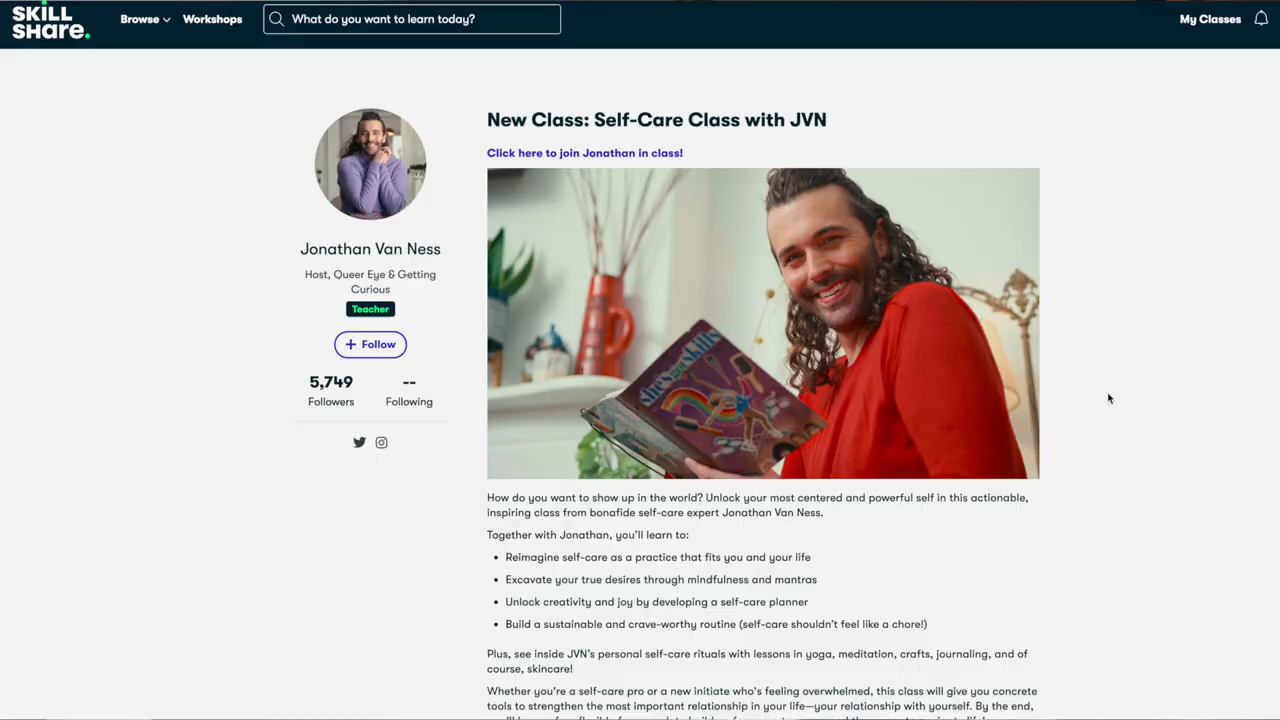 SKILL
SHARE.
Browse
Workshops
What do you want to learn today?
My Classes
Jonathan Van Ness
Host, Queer Eye & Getting
Curious
Teacher
+ Follow
5,749
Followers
--
Following
New Class: Self-Care Class with JVN
Click here to join Jonathan in class!
she's got skills
How do you want to show up in the world? Unlock your most centered and powerful self in this actionable,
inspiring class from bonafide self-care expert Jonathan Van Ness.
Together with Jonathan, you'll learn to:
• Reimagine self-care as a practice that fits you and your life
• Excavate your true desires through mindfulness and mantras
• Unlock creativity and joy by developing a self-care planner
• Build a sustainable and crave-worthy routine (self-care shouldn't feel like a chore!)
Plus, see inside JVN's personal self-care rituals with lessons in yoga, meditation, crafts, journaling, and of
course, skincare!
Whether you're a self-care pro or a new initiate who's feeling overwhelmed, this class will give you concrete
tools to strengthen the most important relationship in your life—your relationship with yourself. By the end,